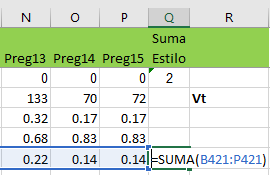 N O P Q R
Suma
Preg13 Preg14 Preg15 Estilo
0 0 0 2
133 70 72 Vt
0.32 0.17 0.17
0.68 0.83 0.83
0.22 0.14 0.14 =SUMA(B421:P421)